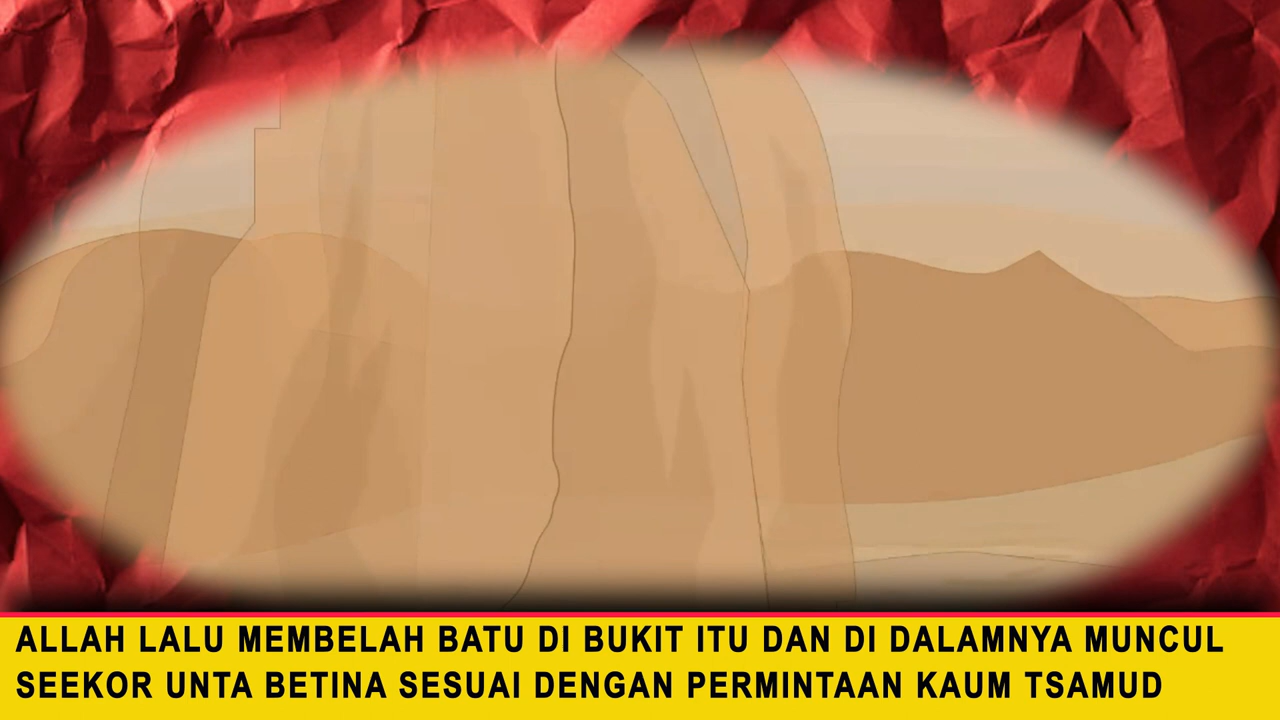 ALLAH LALU MEMBELAH BATU DI BUKIT ITU DAN DI DALAMNYA MUNCUL
SEEKOR UNTA BETINA SESUAI DENGAN PERMINTAAN KAUM TSAMUD